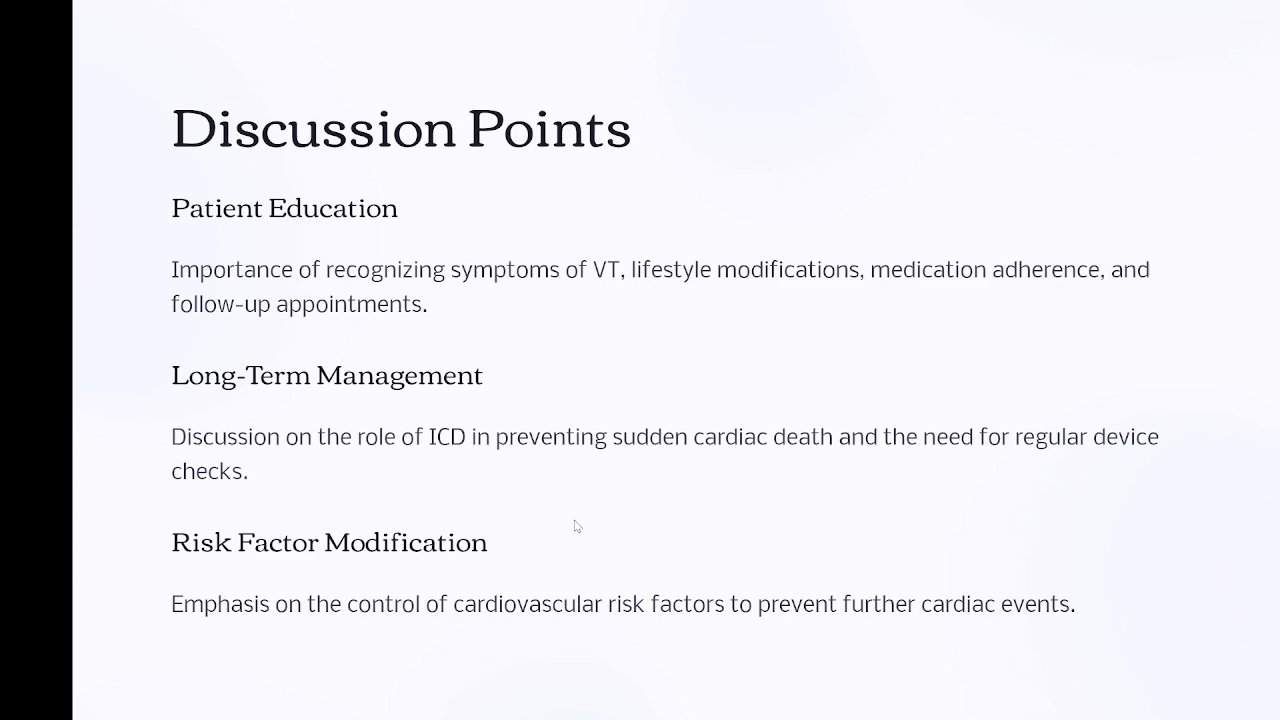 Discussion Points
Patient Education
Importance of recognizing symptoms of VT, lifestyle modifications, medication adherence, and
follow-up appointments.
Long-Term Management
Discussion on the role of ICD in preventing sudden cardiac death and the need for regular device
checks.
Risk Factor Modification
Emphasis on the control of cardiovascular risk factors to prevent further cardiac events.